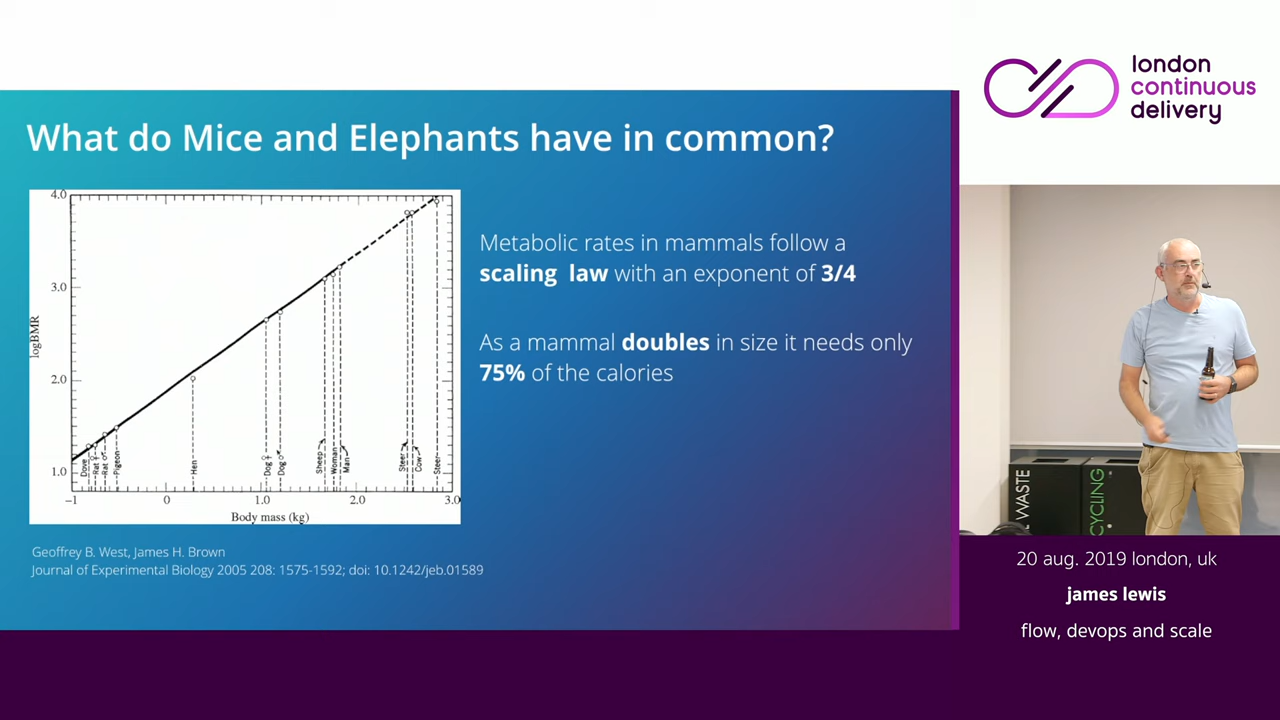 What do Mice and Elephants have in common?
4.0
3.0
2.0
1.0
logBMR
Dove
Rat ♀
Rat ♂
Pigeon
Hen
Dog ♀
Dog ♂
Sheep
Woman
Man
Steer
Cow
Steer
−1
0
1.0
2.0
3.0
Body mass (kg)
Metabolic rates in mammals follow a
scaling law with an exponent of 3/4
As a mammal doubles in size it needs only
75% of the calories
Geoffrey B. West, James H. Brown
Journal of Experimental Biology 2005 208: 1575-1592; doi: 10.1242/jeb.01589
london
continuous
delivery
WASTE
CYCLING
20 aug. 2019 london, uk
james lewis
flow, devops and scale